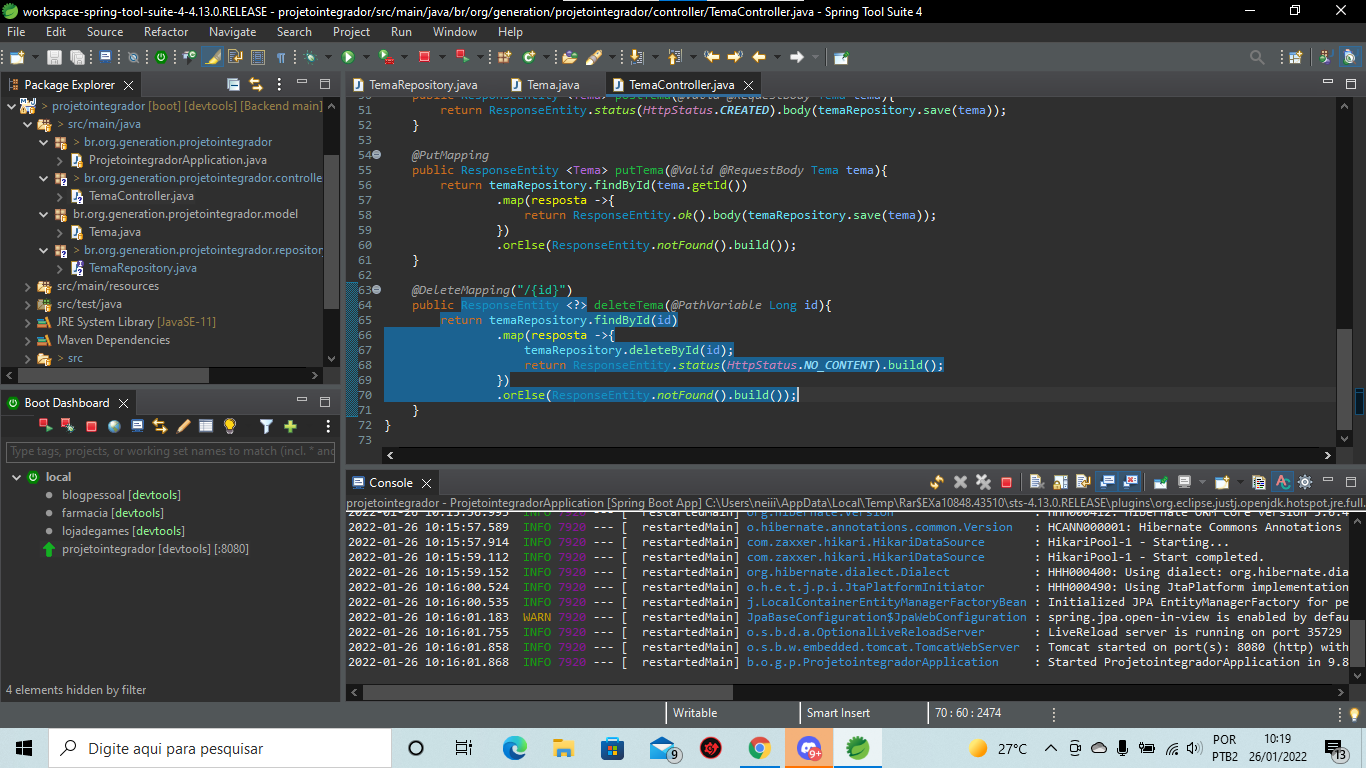 workspace-spring-tool-suite-4-4.13.0.RELEASE - projetointegrador/src/main/java/br/org/generation/projetointegrador/controller/TemaController.java - Spring Tool Suite 4
File Edit Source Refactor Navigate Search Project Run Window Help
Package Explorer
> projetointegrador [boot] [devtools] [Backend main]
> src/main/java
> br.org.generation.projetointegrador
ProjetointegradorApplication.java
> br.org.generation.projetointegrador.controlle
TemaController.java
br.org.generation.projetointegrador.model
Tema.java
> br.org.generation.projetointegrador.repositor
TemaRepository.java
src/main/resources
src/test/java
JRE System Library [JavaSE-11]
Maven Dependencies
> src
Boot Dashboard
Type tags, projects, or working set names to match (incl. * and
local
blogpessoal [devtools]
farmacia [devtools]
lojadegames [devtools]
projetointegrador [devtools] [:8080]
4 elements hidden by filter
TemaRepository.java Tema.java TemaController.java
50 public ResponseEntity <Tema> postTema(@Valid @RequestBody Tema tema){
51 return ResponseEntity.status(HttpStatus.CREATED).body(temaRepository.save(tema));
52 }
53
54 @PutMapping
55 public ResponseEntity <Tema> putTema(@Valid @RequestBody Tema tema){
56 return temaRepository.findById(tema.getId())
57 .map(resposta ->{
58 return ResponseEntity.ok().body(temaRepository.save(tema));
59 })
60 .orElse(ResponseEntity.notFound().build());
61 }
62
63 @DeleteMapping("/{id}")
64 public ResponseEntity <?> deleteTema(@PathVariable Long id){
65 return temaRepository.findById(id)
66 .map(resposta ->{
67 temaRepository.deleteById(id);
68 return ResponseEntity.status(HttpStatus.NO_CONTENT).build();
69 })
70 .orElse(ResponseEntity.notFound().build());
71 }
72 }
73
Console
projetointegrador - ProjetointegradorApplication [Spring Boot App] C:\Users\neiii\AppData\Local\Temp\Rar$EXa10848.43510\sts-4.13.0.RELEASE\plugins\org.eclipse.justj.openjdk.hotspot.jre.full.
2022-01-26 10:15:57.589 INFO 7920 --- [ restartedMain] o.hibernate.annotations.common.Version : HCANN000001: Hibernate Commons Annotations
2022-01-26 10:15:57.914 INFO 7920 --- [ restartedMain] com.zaxxer.hikari.HikariDataSource : HikariPool-1 - Starting...
2022-01-26 10:15:59.112 INFO 7920 --- [ restartedMain] com.zaxxer.hikari.HikariDataSource : HikariPool-1 - Start completed.
2022-01-26 10:15:59.152 INFO 7920 --- [ restartedMain] org.hibernate.dialect.Dialect : HHH000400: Using dialect: org.hibernate.dia
2022-01-26 10:16:00.524 INFO 7920 --- [ restartedMain] o.h.e.t.j.p.i.JtaPlatformInitiator : HHH000490: Using JtaPlatform implementation
2022-01-26 10:16:00.535 INFO 7920 --- [ restartedMain] j.LocalContainerEntityManagerFactoryBean : Initialized JPA EntityManagerFactory for pe
2022-01-26 10:16:01.183 WARN 7920 --- [ restartedMain] JpaBaseConfiguration$JpaWebConfiguration : spring.jpa.open-in-view is enabled by defau
2022-01-26 10:16:01.755 INFO 7920 --- [ restartedMain] o.s.b.d.a.OptionalLiveReloadServer : LiveReload server is running on port 35729
2022-01-26 10:16:01.858 INFO 7920 --- [ restartedMain] o.s.b.w.embedded.tomcat.TomcatWebServer : Tomcat started on port(s): 8080 (http) with
2022-01-26 10:16:01.868 INFO 7920 --- [ restartedMain] b.o.g.p.ProjetointegradorApplication : Started ProjetointegradorApplication in 9.8
Writable Smart Insert 70 : 60 : 2474
Digite aqui para pesquisar
9
9+
27°C
POR
PTB2
10:19
26/01/2022
13